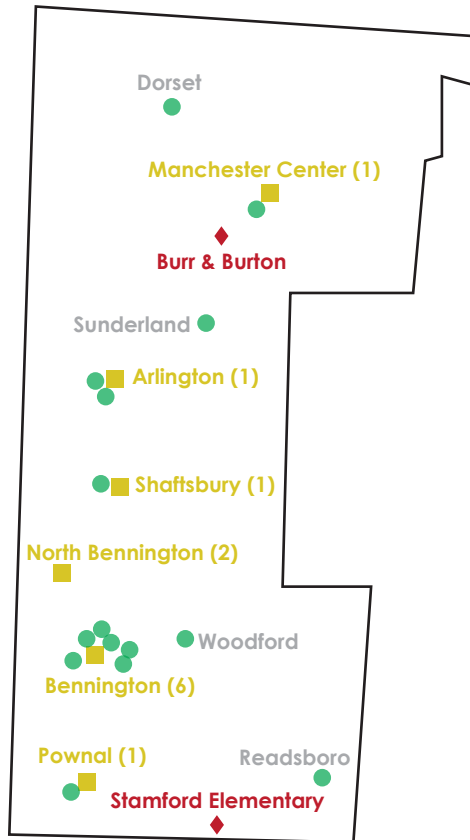 Dorset
Manchester Center (1)
Burr & Burton
Sunderland
Arlington (1)
Shaftsbury (1)
North Bennington (2)
Woodford
Bennington (6)
Pownal (1)
Readsboro
Stamford Elementary